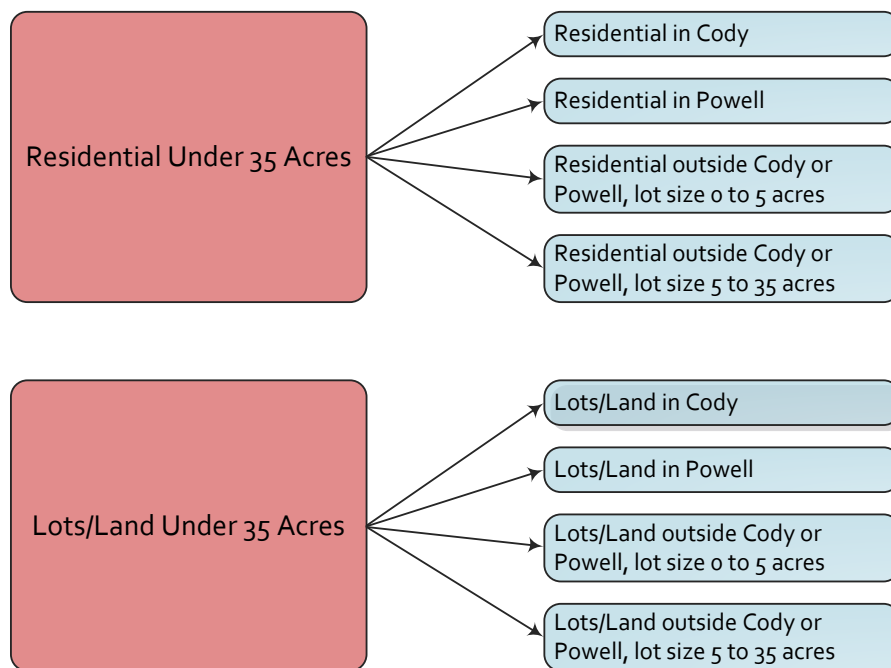 Residential Under 35 Acres
Residential in Cody
Residential in Powell
Residential outside Cody or
Powell, lot size 0 to 5 acres
Residential outside Cody or
Powell, lot size 5 to 35 acres
Lots/Land Under 35 Acres
Lots/Land in Cody
Lots/Land in Powell
Lots/Land outside Cody or
Powell, lot size 0 to 5 acres
Lots/Land outside Cody or
Powell, lot size 5 to 35 acres